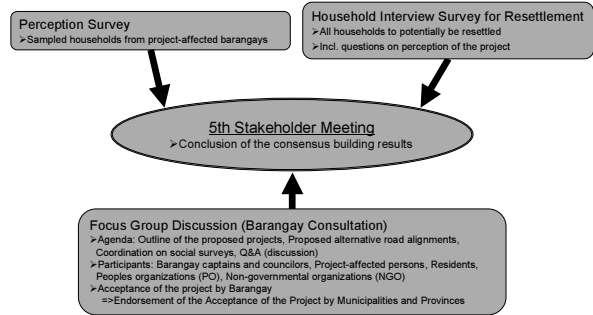 Perception Survey
➢Sampled households from project-affected barangays
Household Interview Survey for Resettlement
➢All households to potentially be resettled
➢Incl. questions on perception of the project
5th Stakeholder Meeting
➢Conclusion of the consensus building results
Focus Group Discussion (Barangay Consultation)
➢Agenda: Outline of the proposed projects, Proposed alternative road alignments,
Coordination on social surveys, Q&A (discussion)
➢Participants: Barangay captains and councilors, Project-affected persons, Residents,
Peoples organizations (PO), Non-governmental organizations (NGO)
➢Acceptance of the project by Barangay
=>Endorsement of the Acceptance of the Project by Municipalities and Provinces